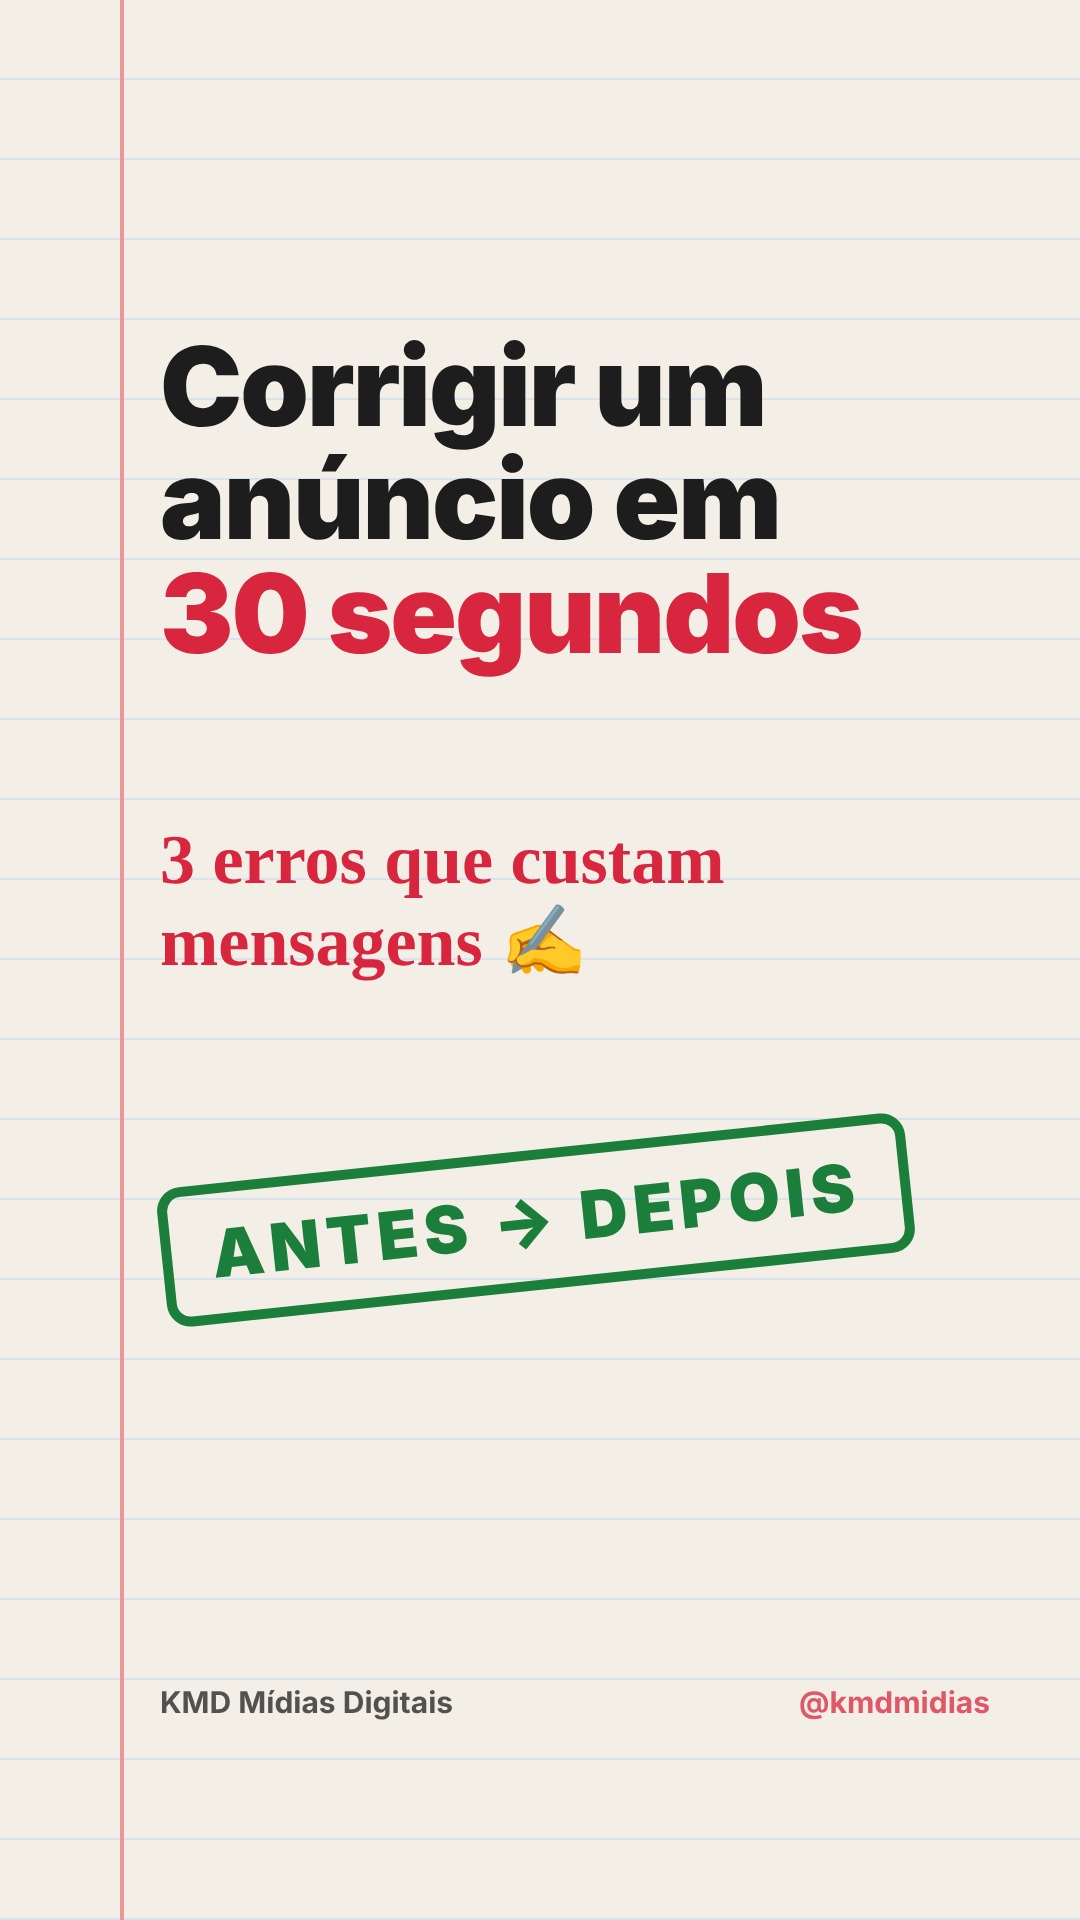 Corrigir um
anúncio em
30 segundos
3 erros que custam
mensagens ✍️
ANTES → DEPOIS
KMD Mídias Digitais
@kmdmidias